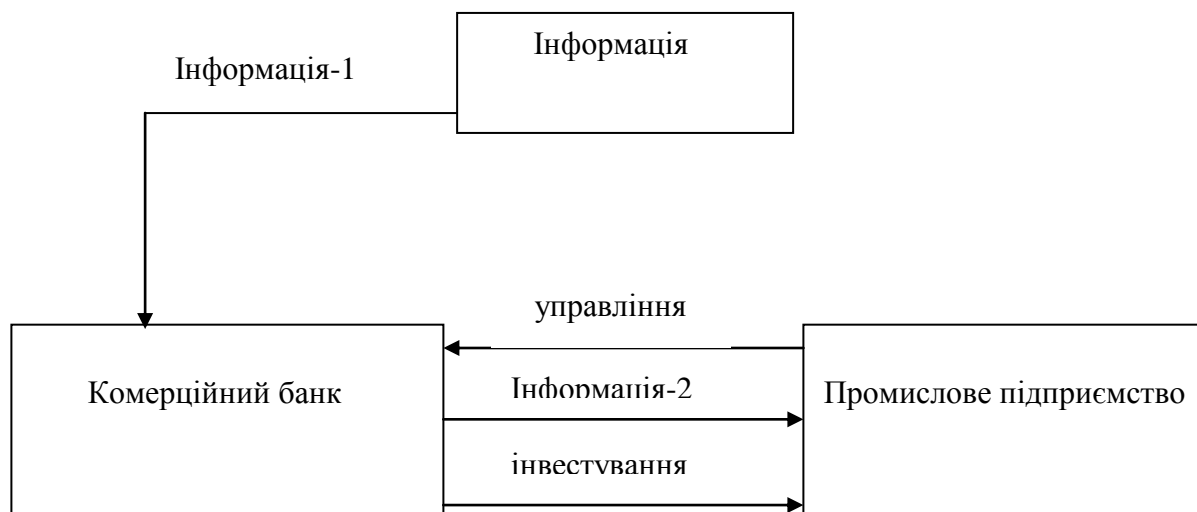 Інформація
Інформація-1
управління
Комерційний банк
Інформація-2
Промислове підприємство
інвестування